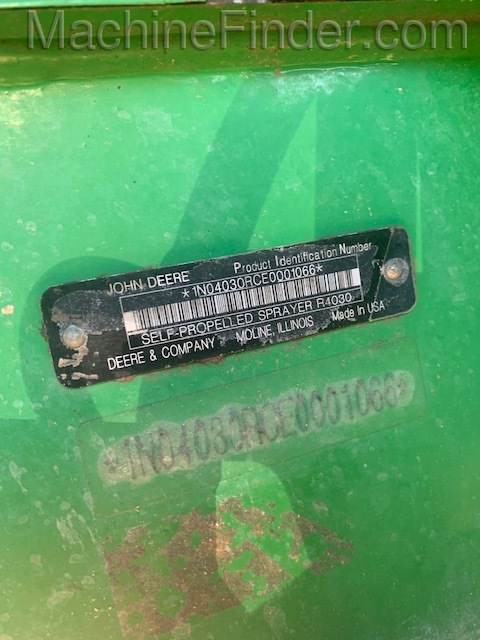 MachineFinder.com
JOHN DEERE Product Identification Number
*1N04030RCE0001066*
SELF-PROPELLED SPRAYER R4030
DEERE & COMPANY MOLINE, ILLINOIS Made in USA
*1N04030RCE0001066*